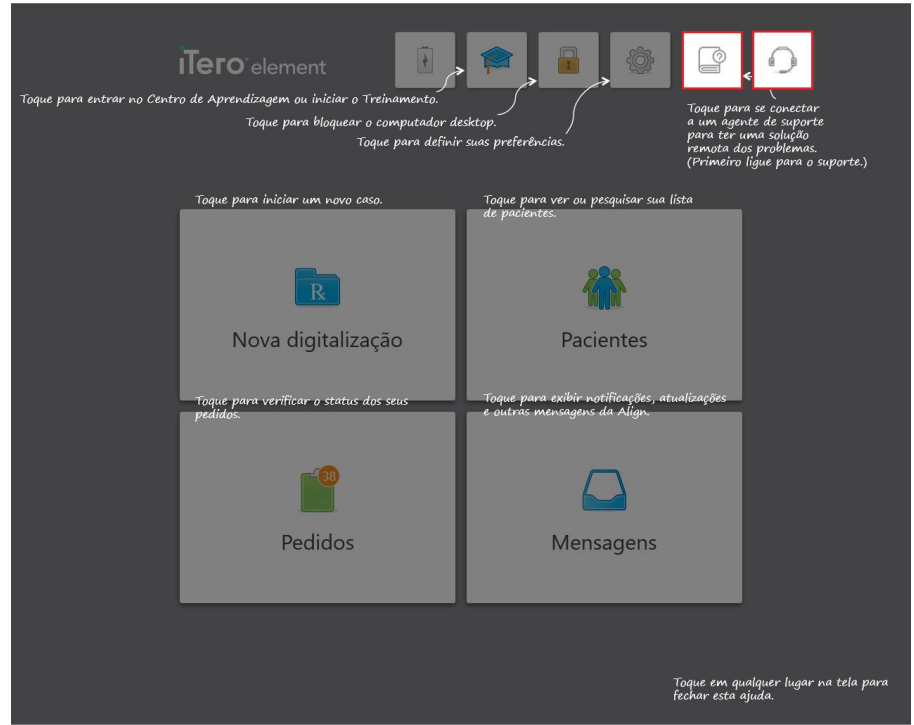 iTero element
Toque para entrar no Centro de Aprendizagem ou iniciar o Treinamento.
Toque para bloquear o computador desktop.
Toque para definir suas preferências.
Toque para se conectar
a um agente de suporte
para ter uma solução
remota dos problemas.
(Primeiro ligue para o suporte.)
Toque para iniciar um novo caso.
Toque para ver ou pesquisar sua lista
de pacientes.
Rx
Nova digitalização
Pacientes
Toque para verificar o status dos seus
pedidos.
Toque para exibir notificações, atualizações
e outras mensagens da Align.
38
Pedidos
Mensagens
Toque em qualquer lugar na tela para
fechar esta ajuda.